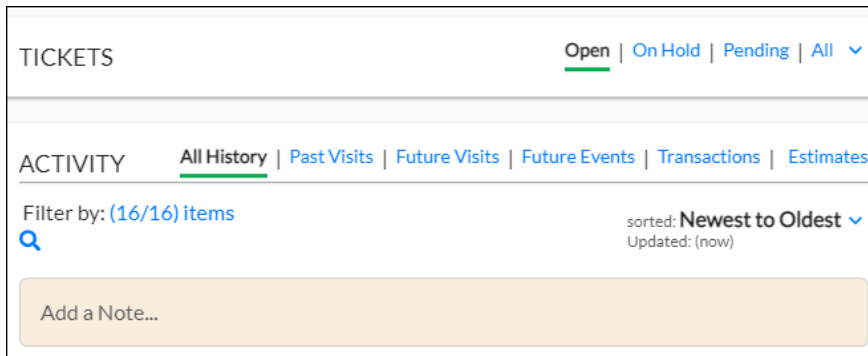 TICKETS Open | On Hold | Pending | All
ACTIVITY All History | Past Visits | Future Visits | Future Events | Transactions | Estimates
Filter by: (16/16) items
sorted: Newest to Oldest
Updated: (now)
Add a Note...